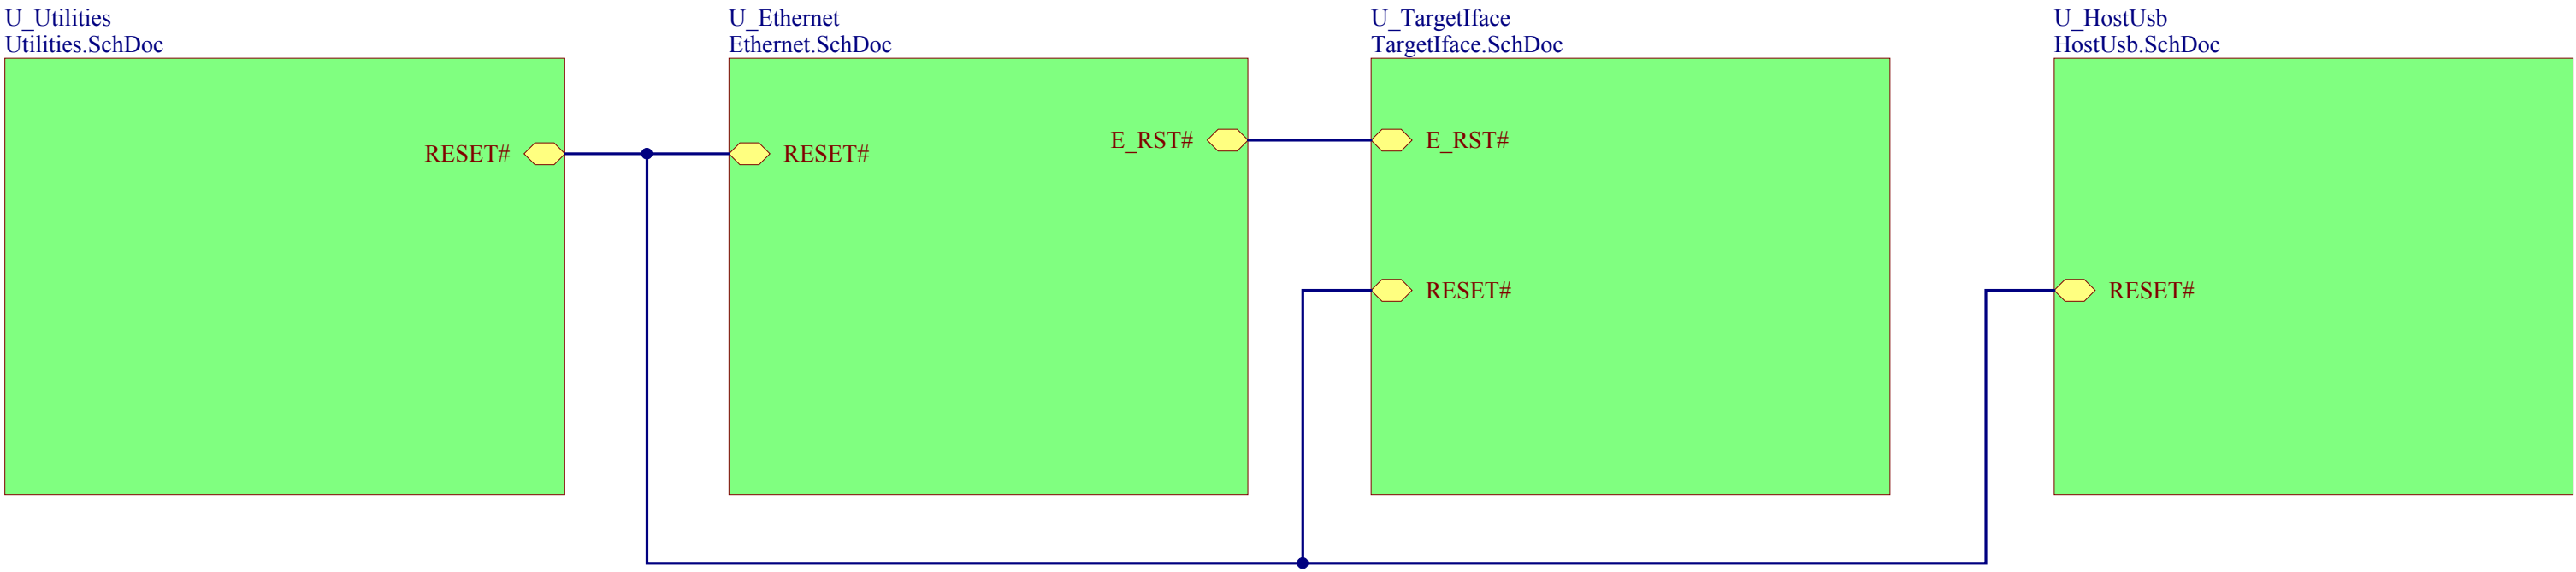 U_Utilities
Utilities.SchDoc
RESET#
U_Ethernet
Ethernet.SchDoc
RESET#
E_RST#
U_TargetIface
TargetIface.SchDoc
E_RST#
RESET#
U_HostUsb
HostUsb.SchDoc
RESET#